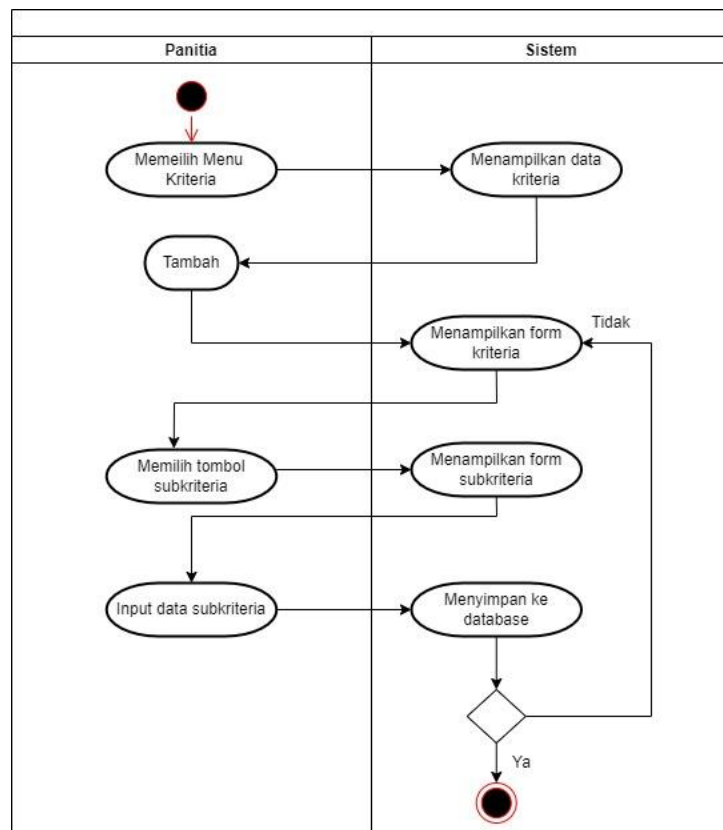 Panitia
Sistem
Memeilih Menu
Kriteria
Menampilkan data
kriteria
Tambah
Menampilkan form
kriteria
Tidak
Memilih tombol
subkriteria
Menampilkan form
subkriteria
Input data subkriteria
Menyimpan ke
database
Ya